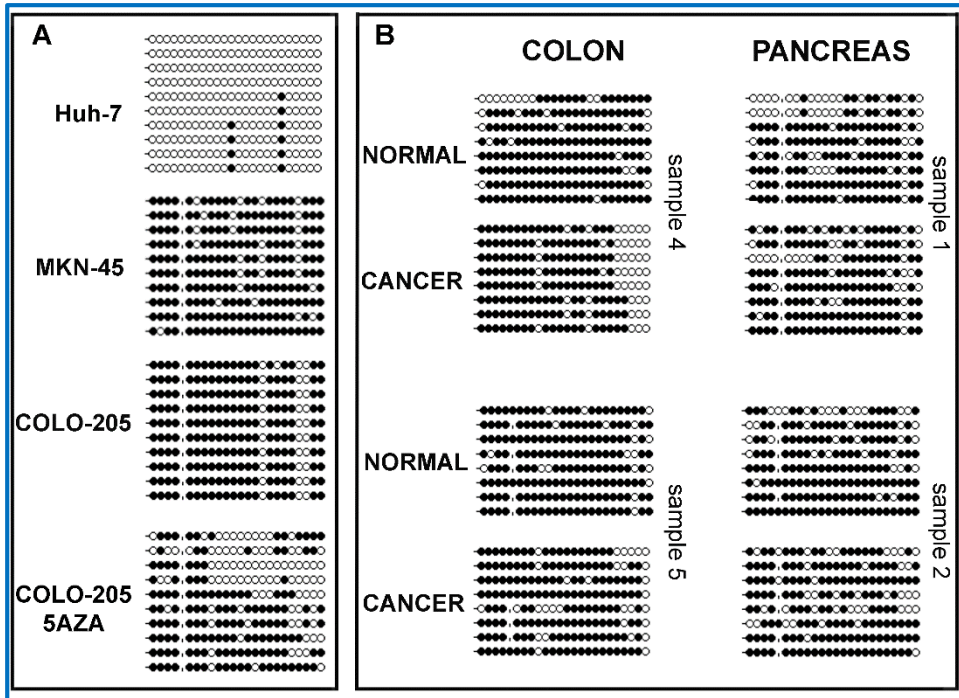 A
Huh-7
MKN-45
COLO-205
COLO-205
5AZA
B
COLON
PANCREAS
NORMAL
CANCER
sample 4
sample 1
NORMAL
CANCER
sample 5
sample 2